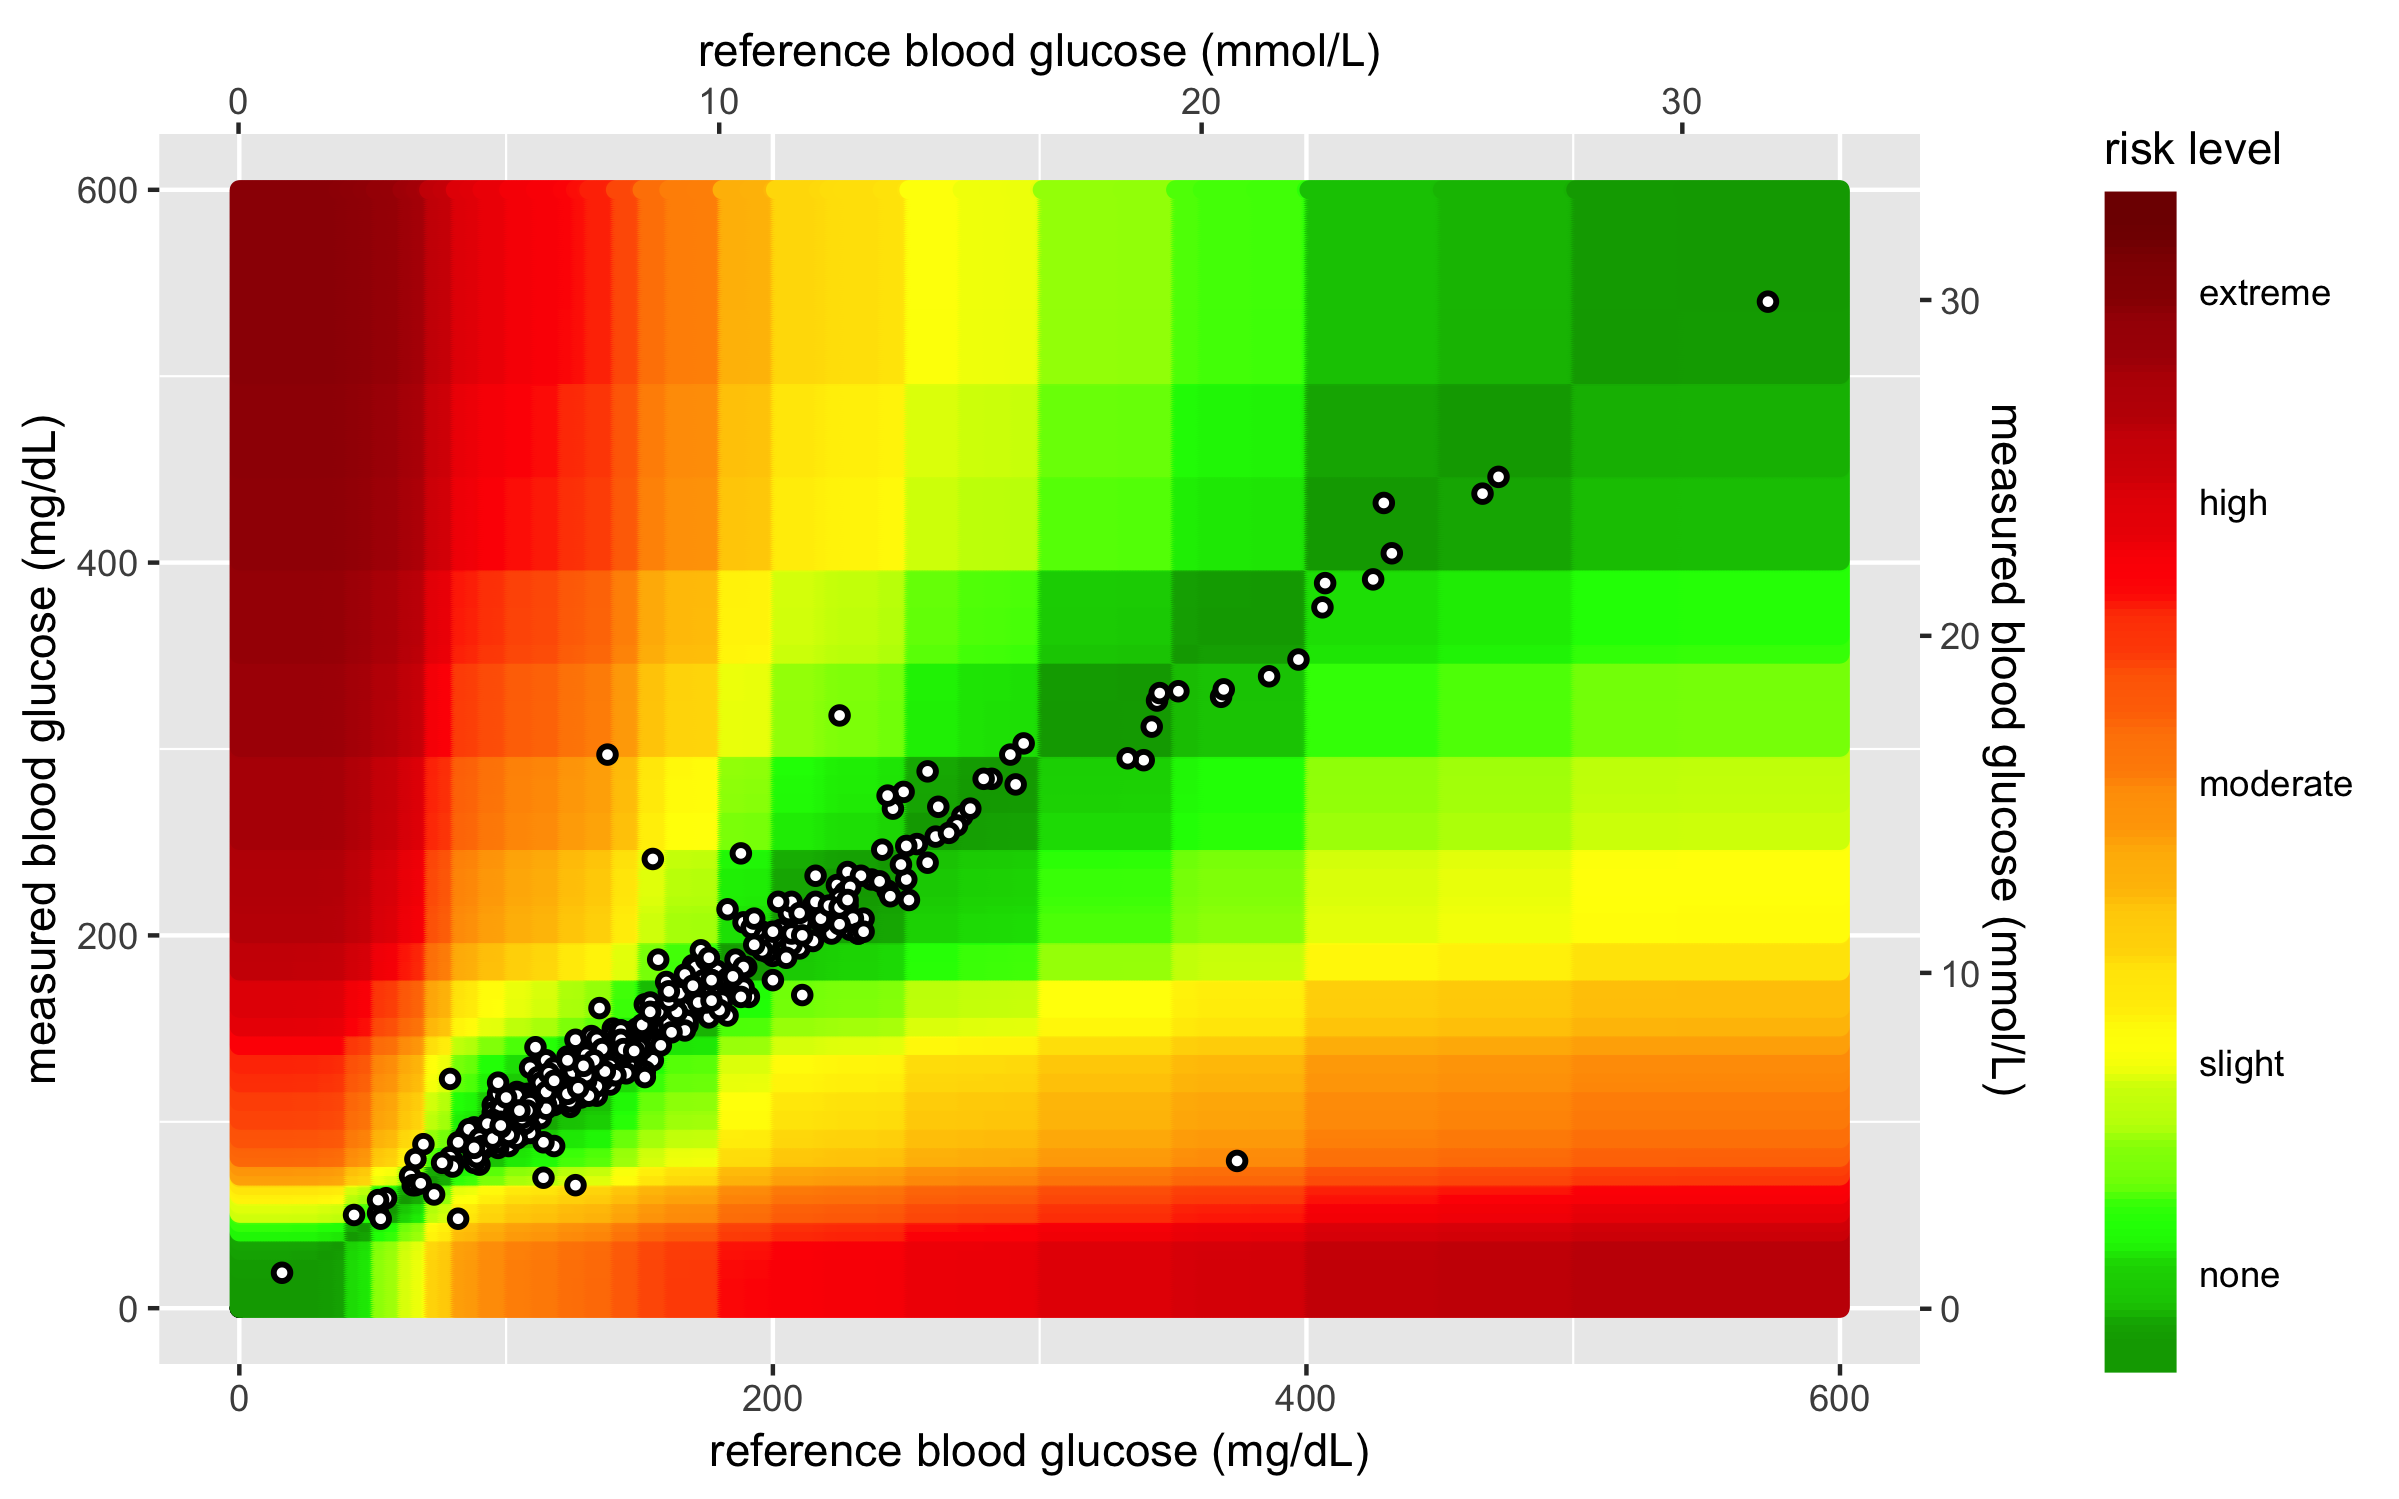 reference blood glucose (mmol/L)
0 10 20 30
risk level
600
400
200
0
measured blood glucose (mg/dL)
30
20
10
0
measured blood glucose (mmol/L)
extreme
high
moderate
slight
none
0 200 400 600
reference blood glucose (mg/dL)